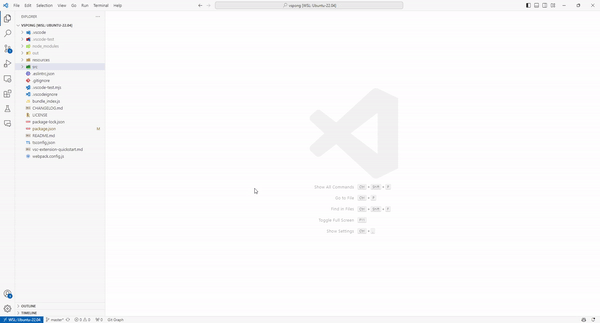 File Edit Selection View Go Run Terminal Help
vspong [WSL: Ubuntu-22.04]
EXPLORER
VSPONG [WSL: UBUNTU-22.04]
.vscode
.vscode-test
node_modules
out
resources
src
.eslintrc.json
.gitignore
.vscode-test.mjs
.vscodeignore
bundle_index.js
CHANGELOG.md
LICENSE
package-lock.json
package.json M
README.md
tsconfig.json
vsc-extension-quickstart.md
webpack.config.js
Show All Commands Ctrl + Shift + P
Go to File Ctrl + P
Find in Files Ctrl + Shift + F
Toggle Full Screen F11
Show Settings Ctrl + ,
OUTLINE
TIMELINE
WSL: Ubuntu-22.04 master* 0 0 0 Git Graph